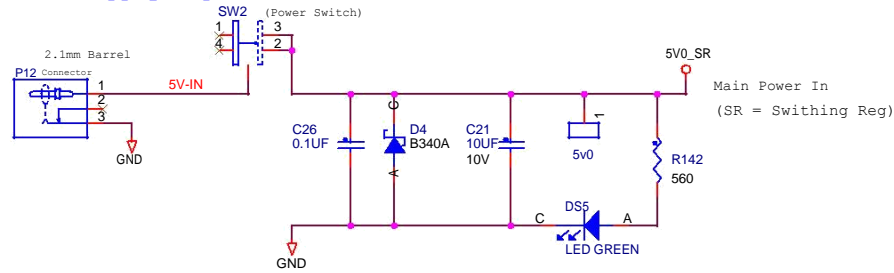 SW2 (Power Switch)
1
4
3
2
2.1mm Barrel
P12 Connector
1
2
3
5V-IN
GND
5V0_SR
Main Power In
(SR = Swithing Reg)
C26
0.1UF
C
D4
B340A
A
C21
10UF
10V
1
5v0
R142
560
DS5
C
A
LED GREEN
GND